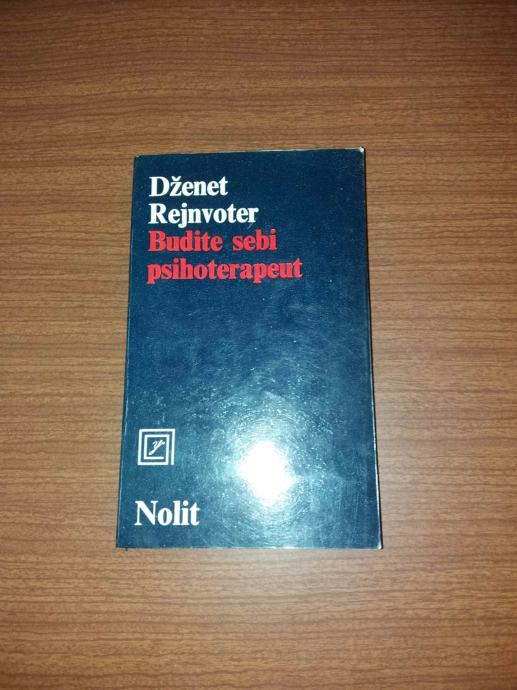 Dženet
Rejnvoter
Budite sebi
psihoterapeut
Nolit